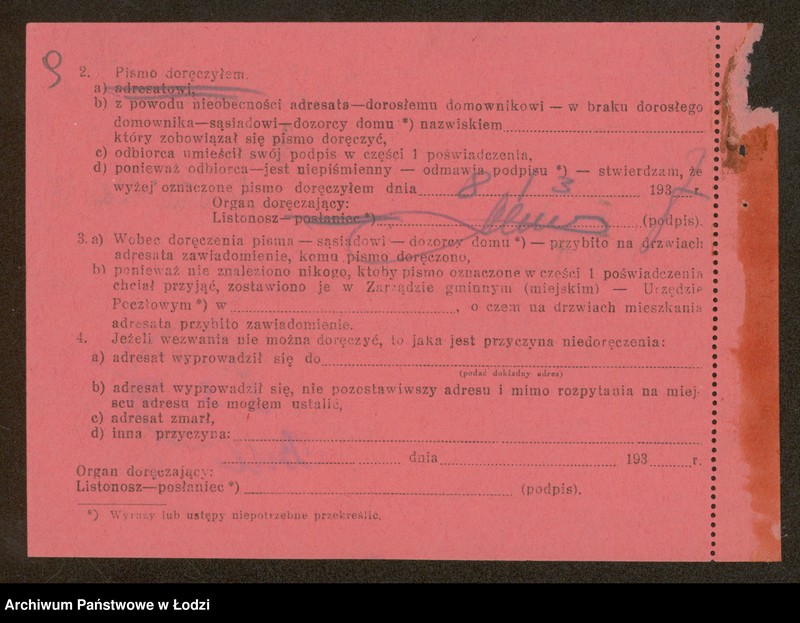 9
2. Pismo doręczyłem.
a) adresatowi,
b) z powodu nieobecności adresata—dorosłemu domownikowi — w braku dorosłego
domownika—sąsiadowi—dozorcy domu *) nazwiskiem
który zobowiązał się pismo doręczyć,
c) odbiorca umieścił swój podpis w części 1 poświadczenia,
d) ponieważ odbiorca—jest niepiśmienny — odmawia podpisu *) — stwierdzam, że
wyżej oznaczone pismo doręczyłem dnia 8/3 1937 r.
Organ doręczający:
Listonosz—posłaniec *) (podpis).
3. a) Wobec doręczenia pisma — sąsiadowi — dozorcy domu *) — przybito na drzwiach
adresata zawiadomienie, komu pismo doręczono,
b) ponieważ nie znaleziono nikogo, ktoby pismo oznaczone w części 1 poświadczenia
chciał przyjąć, zostawiono je w Zarządzie gminnym (miejskim) — Urzędzie
Pocztowym *) w , o czem na drzwiach mieszkania
adresata przybito zawiadomienie.
4. Jeżeli wezwania nie można doręczyć, to jaka jest przyczyna niedoręczenia:
a) adresat wyprowadził się do
(podać dokładny adres)
b) adresat wyprowadził się, nie pozostawiwszy adresu i mimo rozpytania na miej-
scu adresu nie mogłem ustalić,
c) adresat zmarł,
d) inna przyczyna:
dnia 193 r.
Organ doręczający:
Listonosz—posłaniec *) (podpis).
*) Wyrazy lub ustępy niepotrzebne przekreślić.
Archiwum Państwowe w Łodzi